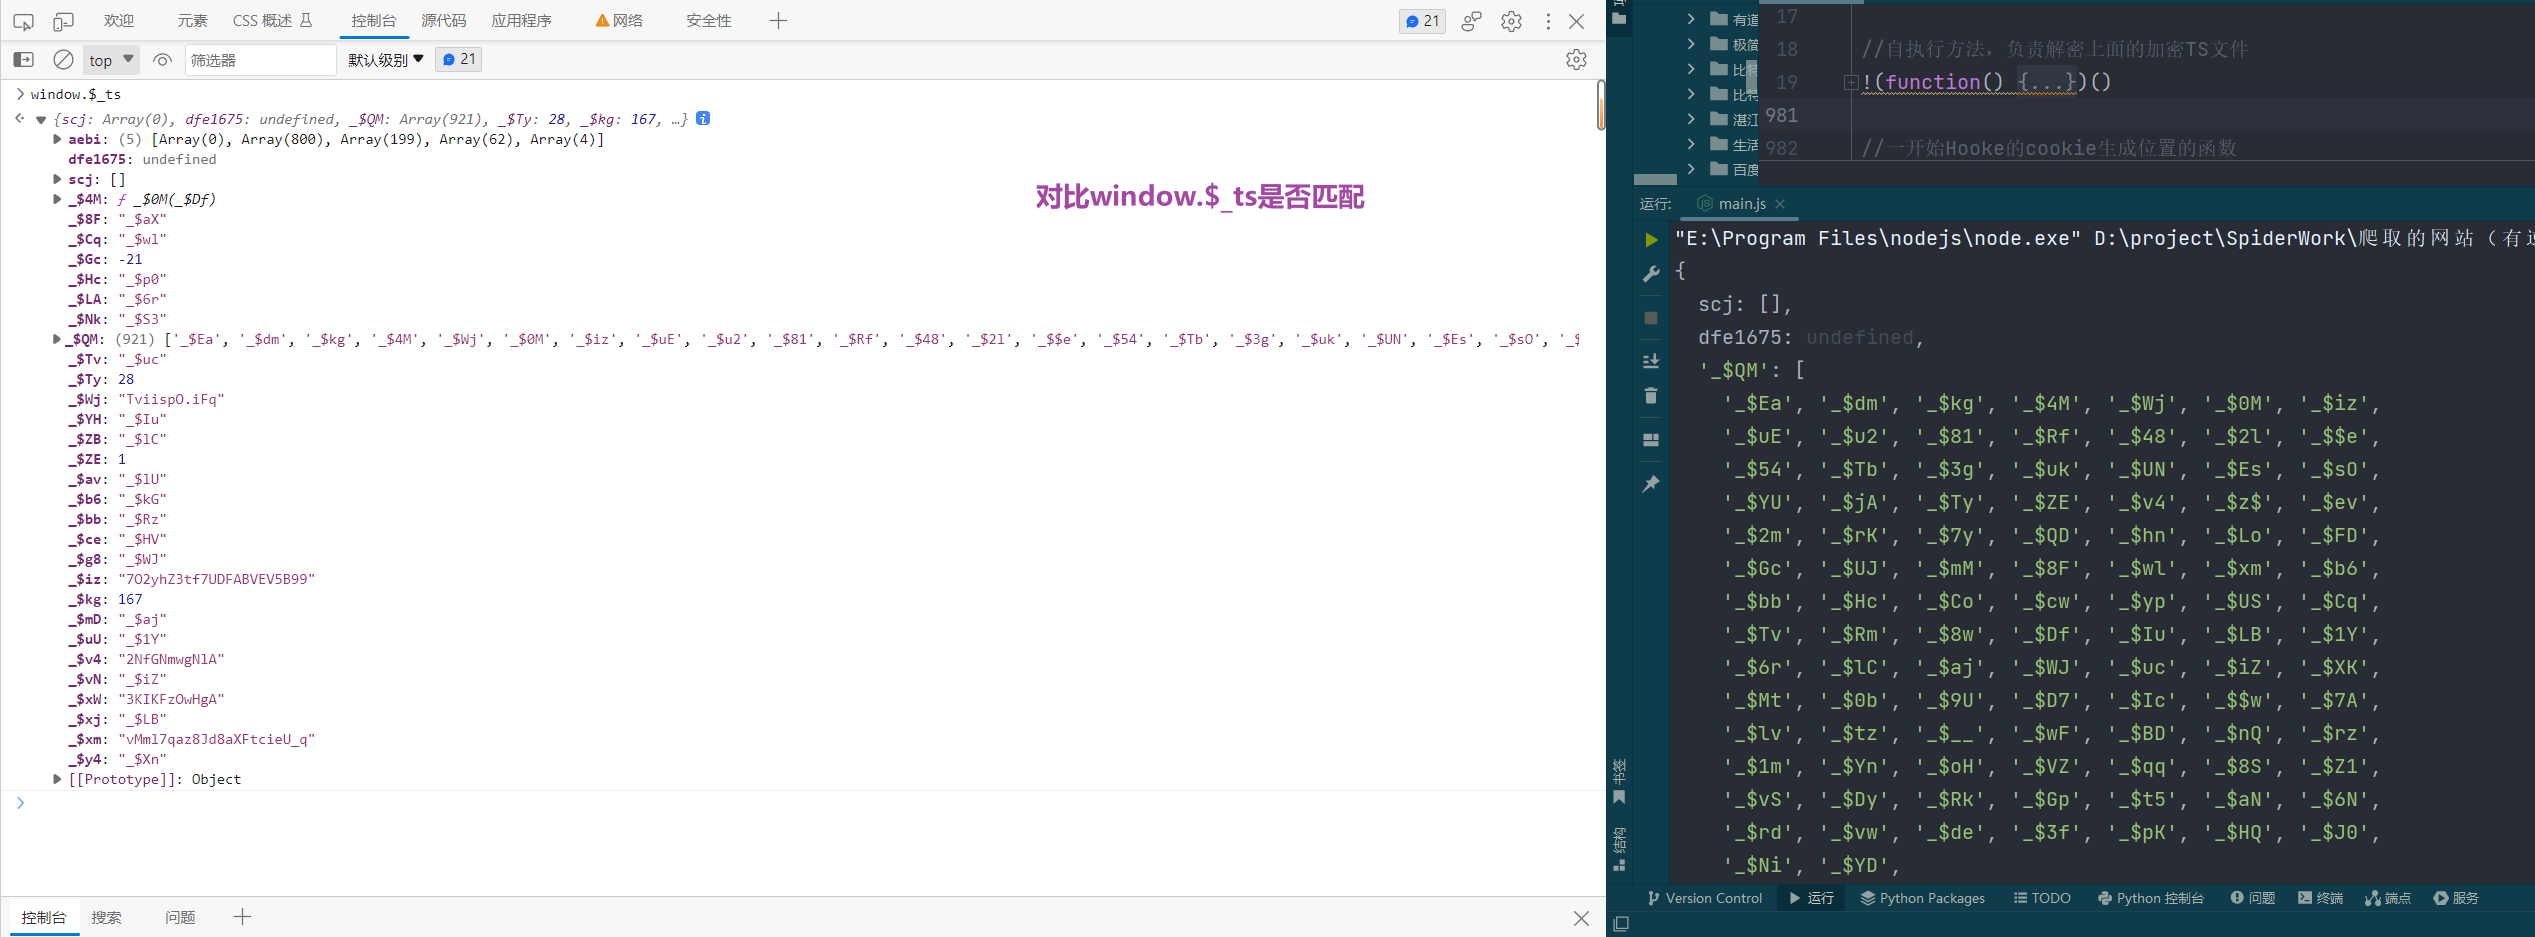 欢迎 元素 CSS 概述 控制台 源代码 应用程序 网络 安全性 21
top 筛选器 默认级别 21
window.$_ts
{scj: Array(0), dfe1675: undefined, _$QM: Array(921), _$Ty: 28, _$kg: 167, …}
aebi: (5) [Array(0), Array(800), Array(199), Array(62), Array(4)]
dfe1675: undefined
scj: []
_$4M: ƒ _$0M(_$Df)
_$8F: "_$aX"
_$Cq: "_$wl"
_$Gc: -21
_$Hc: "_$p0"
_$LA: "_$6r"
_$Nk: "_$S3"
_$QM: (921) ['_$Ea', '_$dm', '_$kg', '_$4M', '_$Wj', '_$0M', '_$iz', '_$uE', '_$u2', '_$81', '_$Rf', '_$48', '_$2l', '_$$e', '_$54', '_$Tb', '_$3g', '_$uk', '_$UN', '_$Es', '_$sO', '_$
_$Tv: "_$uc"
_$Ty: 28
_$Wj: "TviispO.iFq"
_$YH: "_$Iu"
_$ZB: "_$lC"
_$ZE: 1
_$av: "_$lU"
_$b6: "_$kG"
_$bb: "_$Rz"
_$ce: "_$HV"
_$g8: "_$WJ"
_$iz: "7O2yhZ3tf7UDFABVEV5B99"
_$kg: 167
_$mD: "_$aj"
_$uU: "_$1Y"
_$v4: "2NfGNmwgNlA"
_$vN: "_$iZ"
_$xW: "3KIKFzOwHgA"
_$xj: "_$LB"
_$xm: "vMml7qaz8Jd8aXFtcieU_q"
_$y4: "_$Xn"
[[Prototype]]: Object
对比window.$_ts是否匹配
控制台 搜索 问题
有道
极简
比特
比特
湛江
生活
百度
17
18 //自执行方法，负责解密上面的加密TS文件
19 !(function() {...})()
981
982 //一开始Hooke的cookie生成位置的函数
运行: main.js
"E:\Program Files\nodejs\node.exe" D:\project\SpiderWork\爬取的网站（有
{
scj: [],
dfe1675: undefined,
'_$QM': [
'_$Ea', '_$dm', '_$kg', '_$4M', '_$Wj', '_$0M', '_$iz',
'_$uE', '_$u2', '_$81', '_$Rf', '_$48', '_$2l', '_$$e',
'_$54', '_$Tb', '_$3g', '_$uk', '_$UN', '_$Es', '_$sO',
'_$YU', '_$jA', '_$Ty', '_$ZE', '_$v4', '_$z$', '_$ev',
'_$2m', '_$rK', '_$7y', '_$QD', '_$hn', '_$Lo', '_$FD',
'_$Gc', '_$UJ', '_$mM', '_$8F', '_$wl', '_$xm', '_$b6',
'_$bb', '_$Hc', '_$Co', '_$cw', '_$yp', '_$US', '_$Cq',
'_$Tv', '_$Rm', '_$8w', '_$Df', '_$Iu', '_$LB', '_$1Y',
'_$6r', '_$lC', '_$aj', '_$WJ', '_$uc', '_$iZ', '_$XK',
'_$Mt', '_$0b', '_$9U', '_$D7', '_$Ic', '_$$w', '_$7A',
'_$lv', '_$tz', '_$__', '_$wF', '_$BD', '_$nQ', '_$rz',
'_$1m', '_$Yn', '_$oH', '_$VZ', '_$qq', '_$8S', '_$Z1',
'_$vS', '_$Dy', '_$Rk', '_$Gp', '_$t5', '_$aN', '_$6N',
'_$rd', '_$vw', '_$de', '_$3f', '_$pK', '_$HQ', '_$J0',
'_$Ni', '_$YD',
书签
结构
Version Control 运行 Python Packages TODO Python 控制台 问题 终端 端点 服务